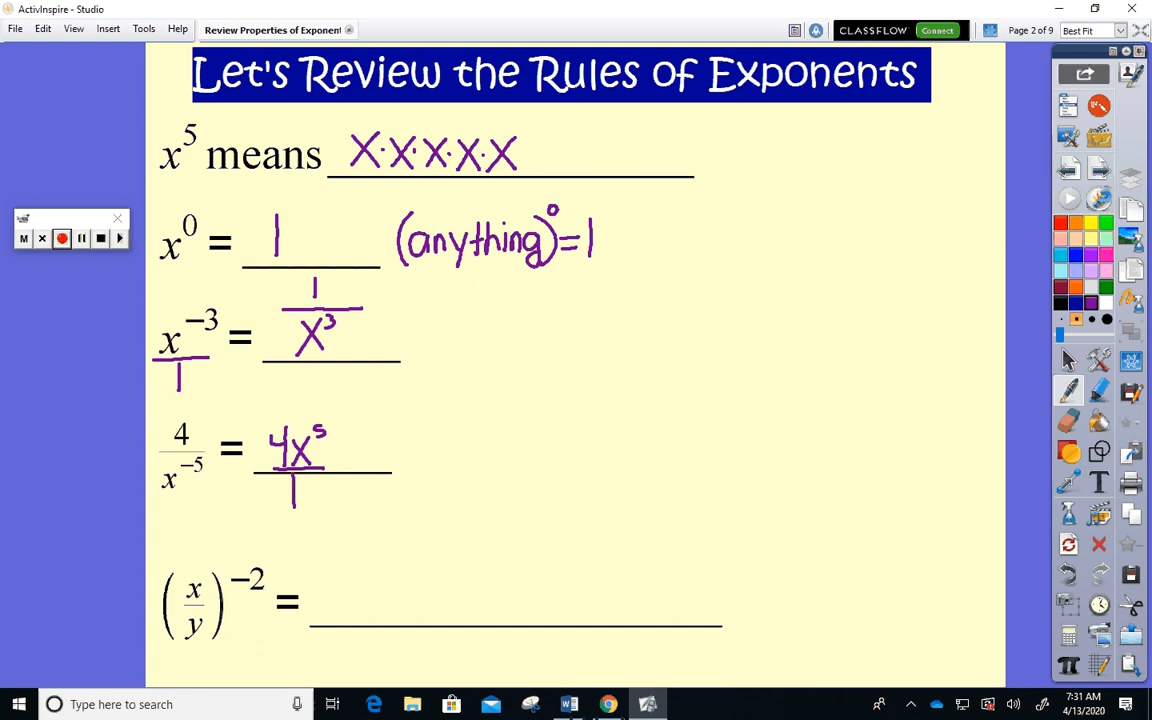 ActivInspire - Studio
File Edit View Insert Tools Help Review Properties of Exponent CLASSFLOW Connect Page 2 of 9 Best Fit
Let's Review the Rules of Exponents
x⁵ means X·X·X·X·X
x⁰ = 1 (anything)⁰=1
x⁻³/1 = 1/X³
4/x⁻⁵ = 4X⁵/1
(x/y)⁻² =
M
T
Type here to search
7:31 AM
4/13/2020